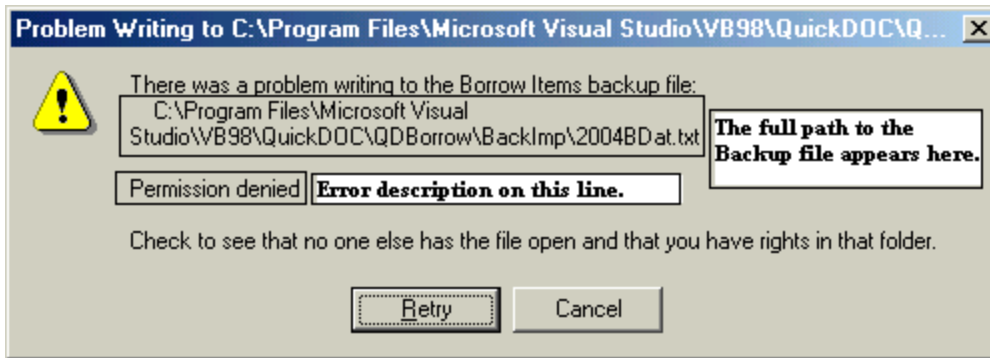 Problem Writing to C:\Program Files\Microsoft Visual Studio\VB98\QuickDOC\Q...
There was a problem writing to the Borrow Items backup file:
C:\Program Files\Microsoft Visual
Studio\VB98\QuickDOC\QDBorrow\BackImp\2004BDat.txt
The full path to the
Backup file appears here.
Permission denied
Error description on this line.
Check to see that no one else has the file open and that you have rights in that folder.
Retry
Cancel